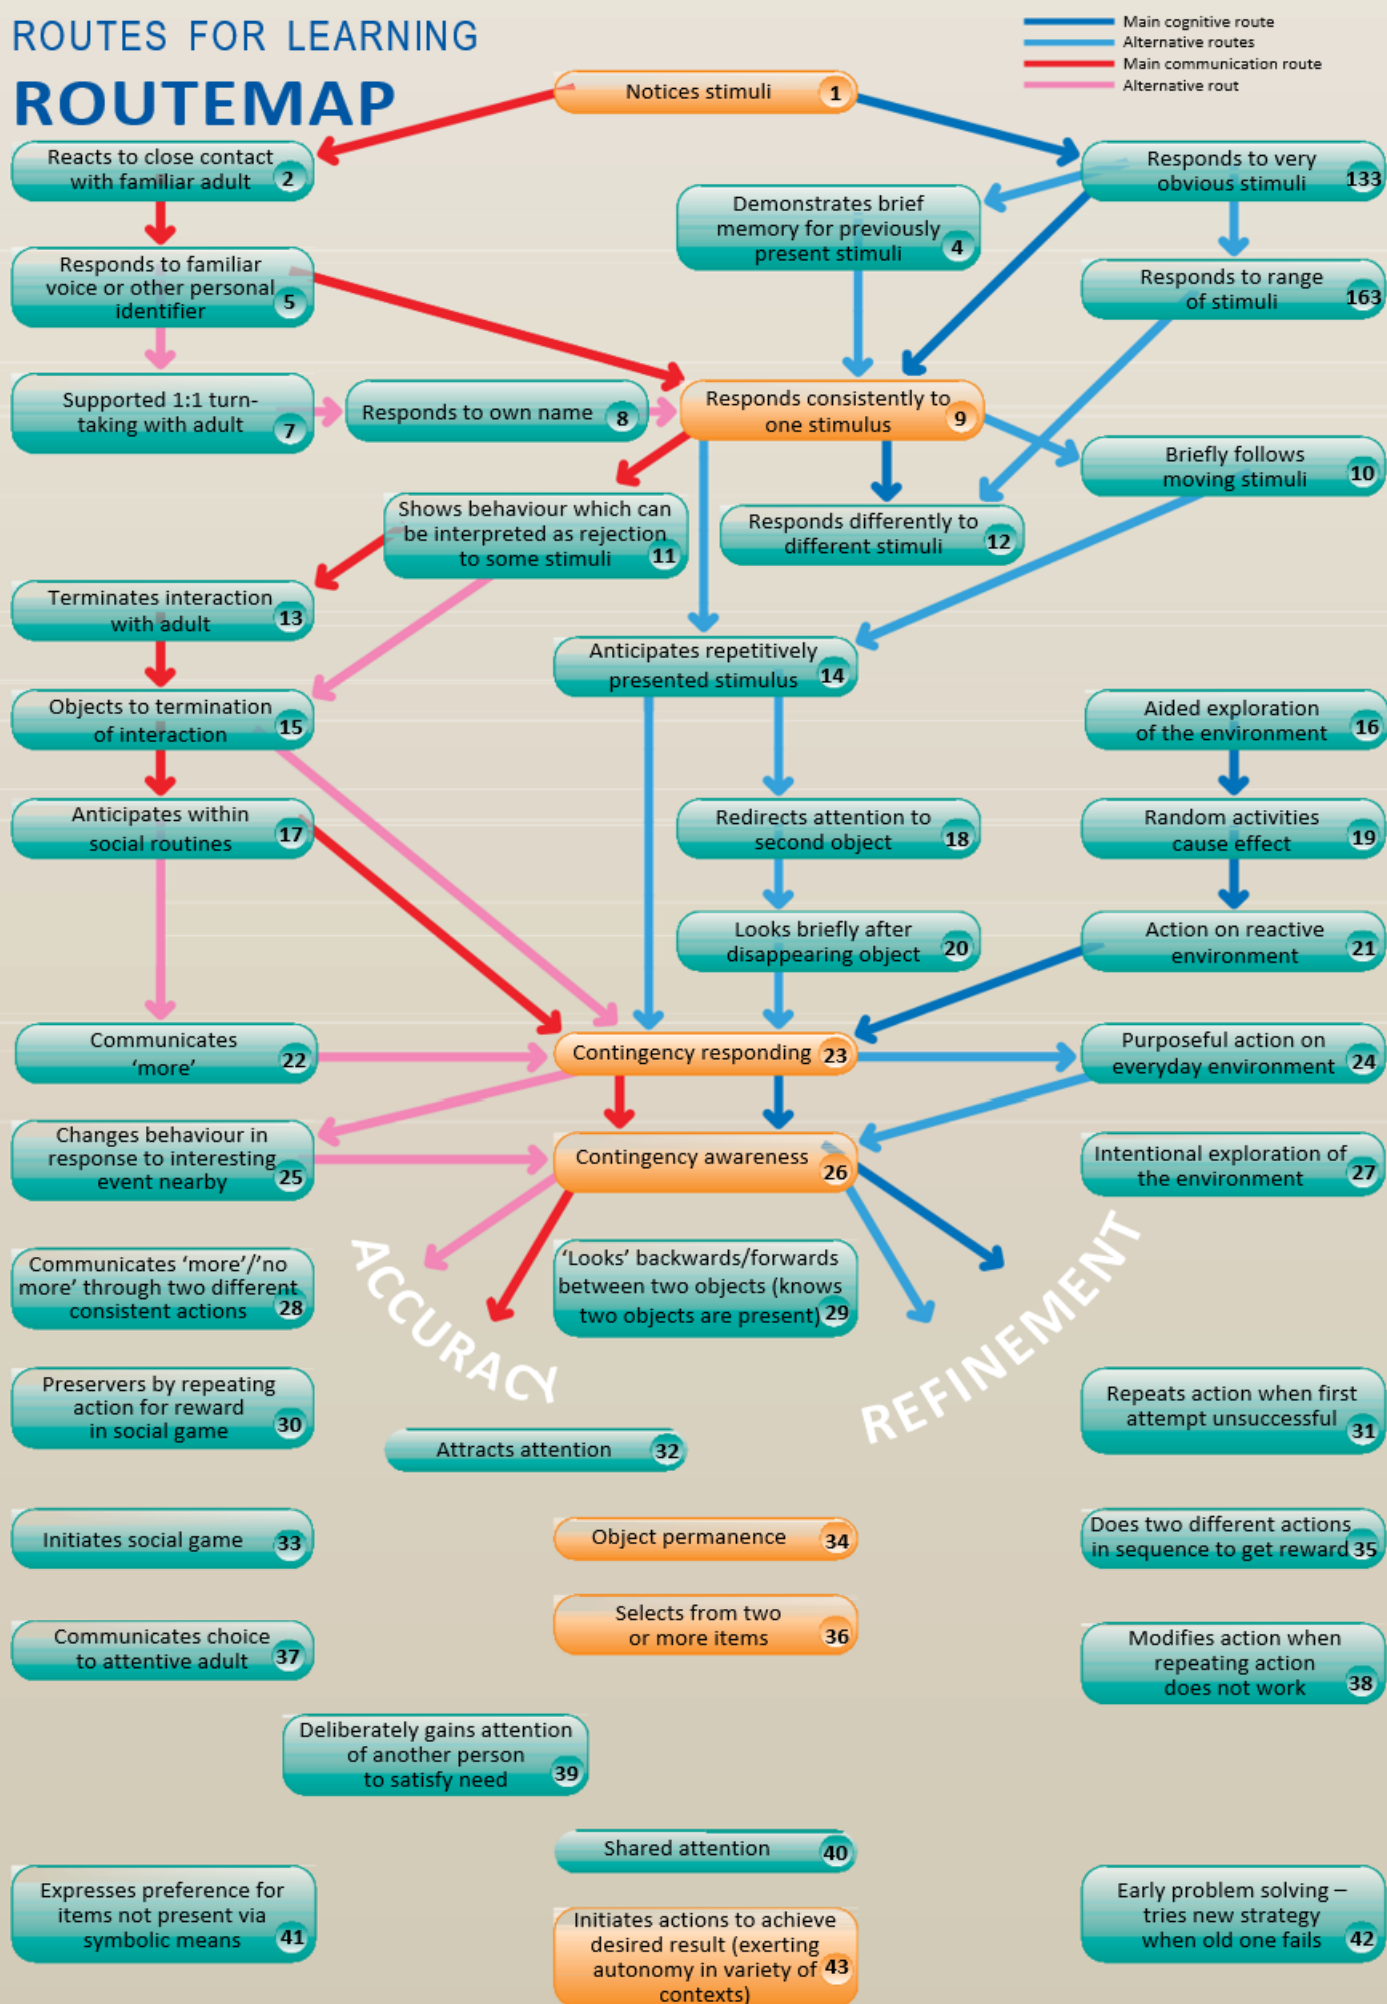 ROUTES FOR LEARNING
ROUTEMAP
Main cognitive route
Alternative routes
Main communication route
Alternative rout
Notices stimuli 1
Reacts to close contact
with familiar adult 2
Responds to very
obvious stimuli 133
Demonstrates brief
memory for previously
present stimuli 4
Responds to familiar
voice or other personal
identifier 5
Responds to range
of stimuli 163
Supported 1:1 turn-
taking with adult 7
Responds to own name 8
Responds consistently to
one stimulus 9
Briefly follows
moving stimuli 10
Shows behaviour which can
be interpreted as rejection
to some stimuli 11
Responds differently to
different stimuli 12
Terminates interaction
with adult 13
Anticipates repetitively
presented stimulus 14
Objects to termination
of interaction 15
Aided exploration
of the environment 16
Anticipates within
social routines 17
Redirects attention to
second object 18
Random activities
cause effect 19
Looks briefly after
disappearing object 20
Action on reactive
environment 21
Communicates
‘more’ 22
Contingency responding 23
Purposeful action on
everyday environment 24
Changes behaviour in
response to interesting
event nearby 25
Contingency awareness
26
Intentional exploration of
the environment 27
ACCURACY
REFINEMENT
Communicates ‘more’/’no
more’ through two different
consistent actions 28
‘Looks’ backwards/forwards
between two objects (knows
two objects are present) 29
Preservers by repeating
action for reward
in social game 30
Repeats action when first
attempt unsuccessful 31
Attracts attention 32
Initiates social game 33
Object permanence 34
Does two different actions
in sequence to get reward 35
Selects from two
or more items 36
Communicates choice
to attentive adult 37
Modifies action when
repeating action
does not work 38
Deliberately gains attention
of another person
to satisfy need 39
Shared attention 40
Expresses preference for
items not present via
symbolic means 41
Early problem solving –
tries new strategy
when old one fails 42
Initiates actions to achieve
desired result (exerting
autonomy in variety of 43
contexts)